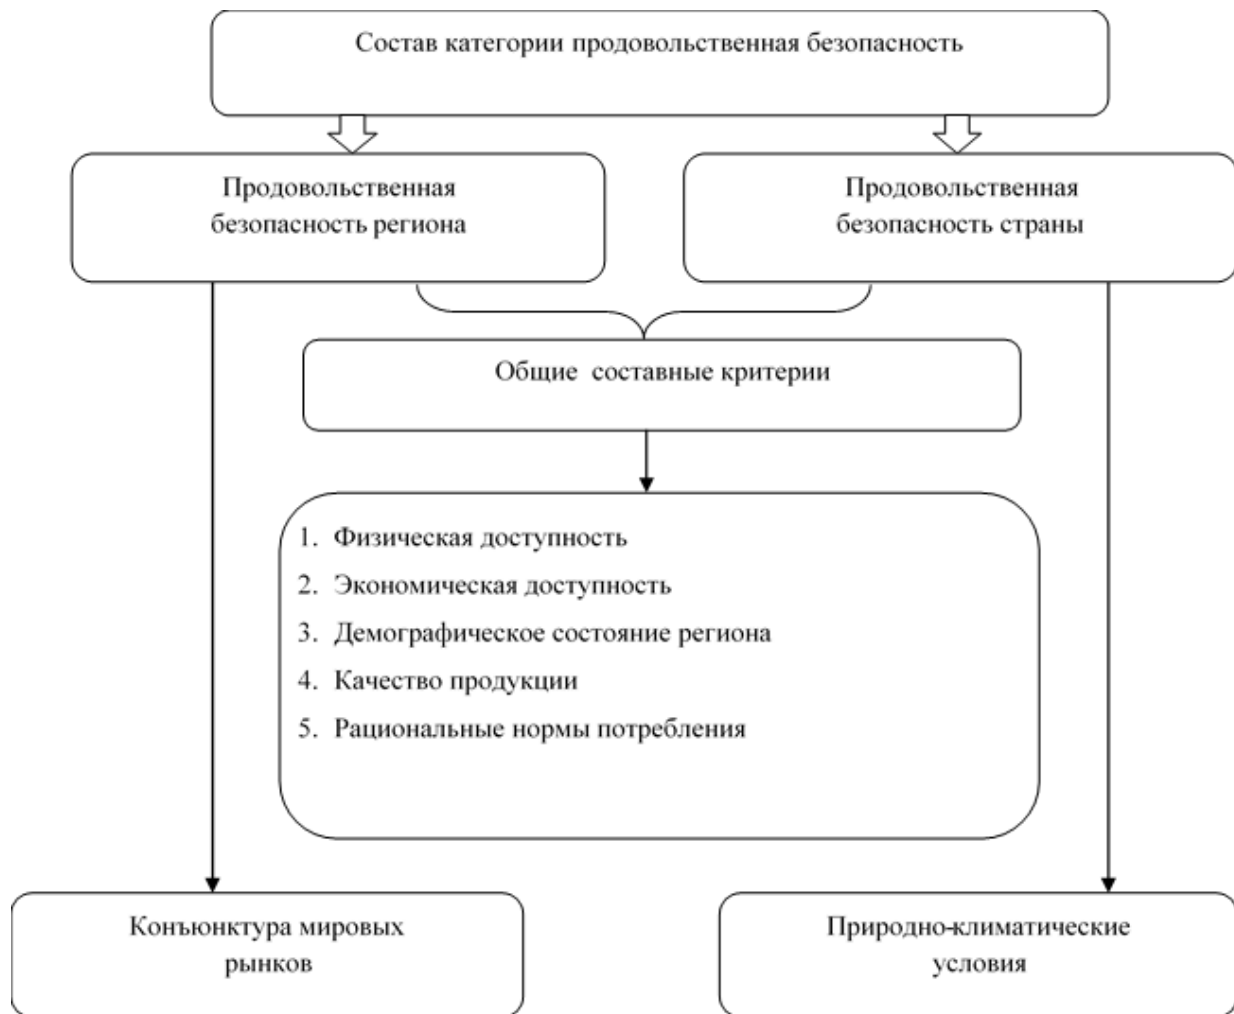 Состав категории продовольственная безопасность
Продовольственная
безопасность региона
Продовольственная
безопасность страны
Общие составные критерии
1. Физическая доступность
2. Экономическая доступность
3. Демографическое состояние региона
4. Качество продукции
5. Рациональные нормы потребления
Конъюнктура мировых
рынков
Природно-климатические
условия